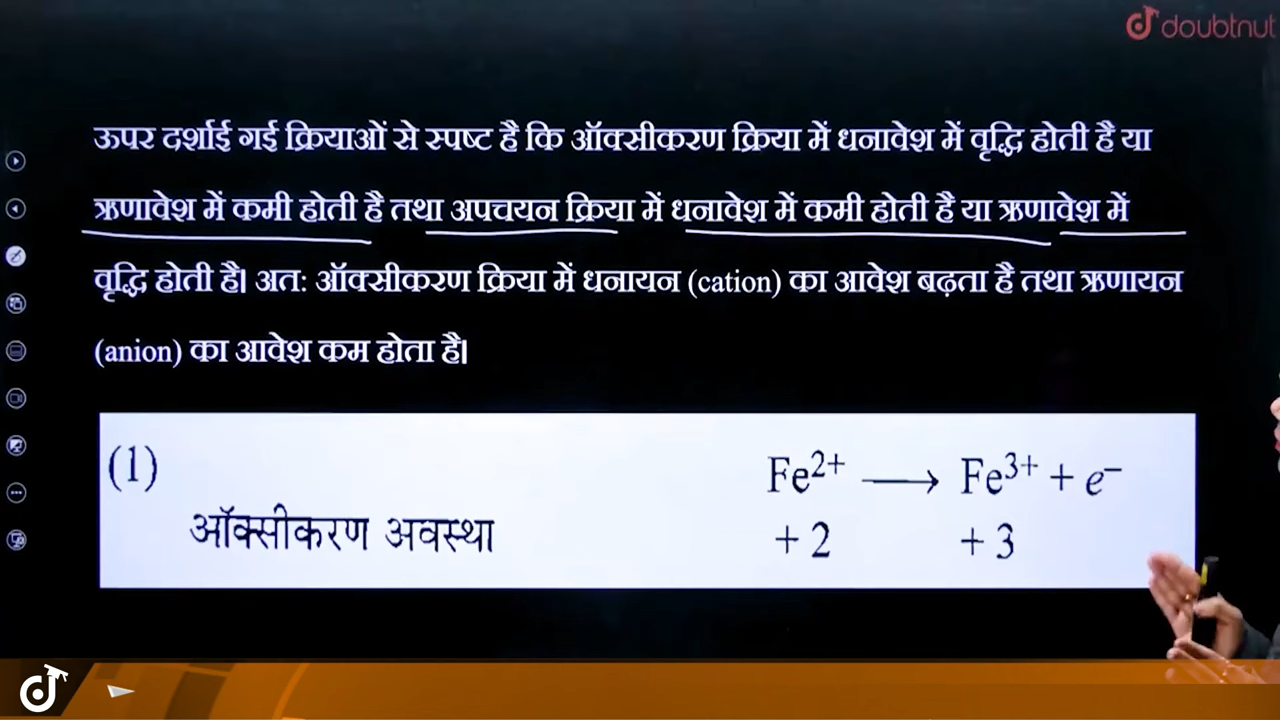 doubtnut
ऊपर दर्शाई गई क्रियाओं से स्पष्ट है कि ऑक्सीकरण क्रिया में धनावेश में वृद्धि होती है या
ऋणावेश में कमी होती है तथा अपचयन क्रिया में धनावेश में कमी होती है या ऋणावेश में
वृद्धि होती है। अतः ऑक्सीकरण क्रिया में धनायन (cation) का आवेश बढ़ता है तथा ऋणायन
(anion) का आवेश कम होता है।
(1) Fe²⁺ ⟶ Fe³⁺ + e⁻
ऑक्सीकरण अवस्था +2 +3